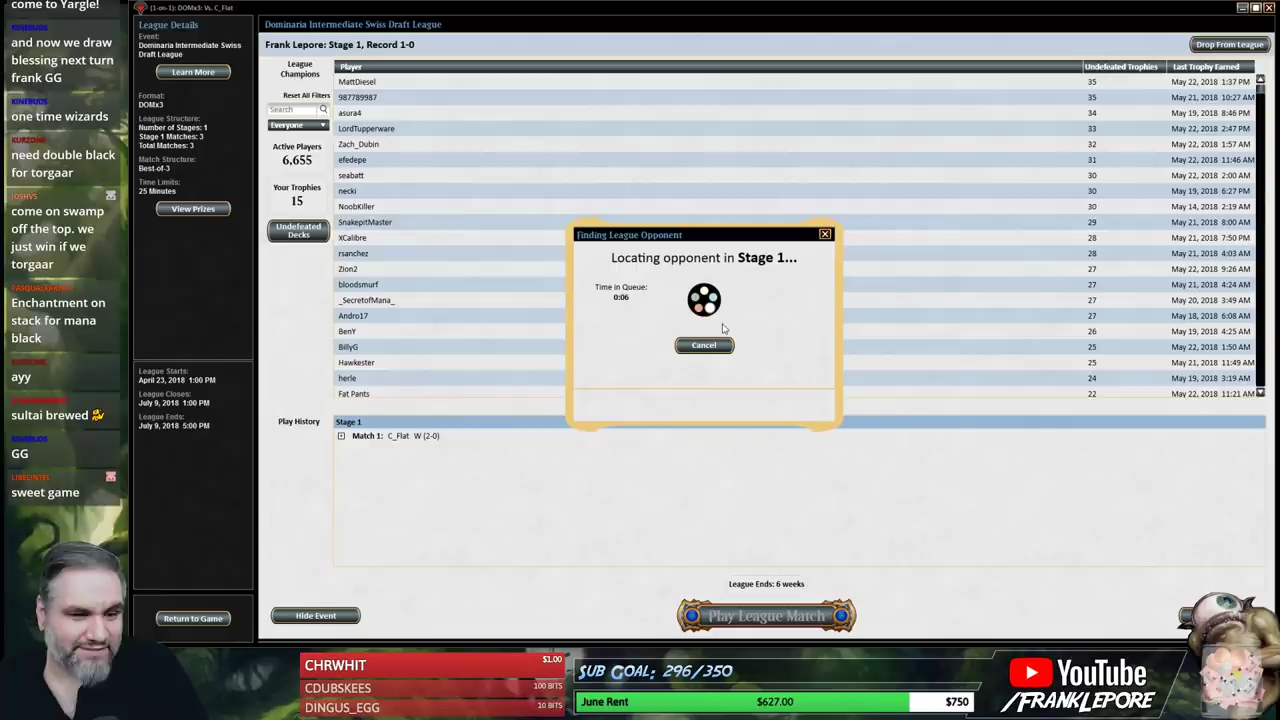 come to Yargle!
KINEBUDS
and now we draw
blessing next turn
frank GG
KINEBUDS
one time wizards
KURZONG
need double black
for torgaar
come on swamp
off the top. we
just win if we
torgaar
Enchantment on
stack for mana
black
ayy
sultai brewed
KINEBUDS
GG
sweet game
(1-on-1): DOMx3: Vs. C_Flat
League Details
Event:
Dominaria Intermediate Swiss
Draft League
Learn More
Format:
DOMx3
League Structure:
Number of Stages: 1
Stage 1 Matches: 3
Total Matches: 3
Match Structure:
Best-of-3
Time Limits:
25 Minutes
View Prizes
League Starts:
April 23, 2018 1:00 PM
League Closes:
July 9, 2018 1:00 PM
League Ends:
July 9, 2018 5:00 PM
Return to Game
Dominaria Intermediate Swiss Draft League
Frank Lepore: Stage 1, Record 1-0
Drop From League
League
Champions
Reset All Filters
Search
Everyone
Active Players
6,655
Your Trophies
15
Undefeated
Decks
Player Undefeated Trophies Last Trophy Earned
MattDiesel 35 May 22, 2018 1:37 PM
987789987 35 May 21, 2018 10:27 AM
asura4 34 May 19, 2018 8:46 PM
LordTupperware 33 May 22, 2018 2:47 PM
Zach_Dubin 32 May 22, 2018 1:57 AM
efedepe 31 May 22, 2018 11:46 AM
seabatt 30 May 22, 2018 2:00 AM
necki 30 May 19, 2018 6:27 PM
NoobKiller 30 May 14, 2018 2:19 AM
SnakepitMaster 29 May 21, 2018 8:00 AM
XCalibre 28 May 21, 2018 7:50 PM
rsanchez 28 May 21, 2018 4:03 AM
Zion2 27 May 22, 2018 9:26 AM
bloodsmurf 27 May 21, 2018 4:24 AM
_SecretofMana_ 27 May 20, 2018 3:49 AM
Andro17 27 May 18, 2018 6:08 AM
BenY 26 May 19, 2018 4:25 AM
BillyG 25 May 22, 2018 1:50 AM
Hawkester 25 May 21, 2018 11:49 AM
herle 24 May 19, 2018 3:19 AM
Fat Pants 22 May 22, 2018 11:21 AM
Finding League Opponent
Locating opponent in Stage 1...
Time in Queue:
0:06
Cancel
Play History
Stage 1
Match 1: C_Flat W (2-0)
League Ends: 6 weeks
Hide Event
Play League Match
CHRWHIT $1.00
CDUBSKEES 100 BITS
DINGUS_EGG 10 BITS
SUB GOAL: 296/350
June Rent $627.00 $750
YouTube
/FRANKLEPORE